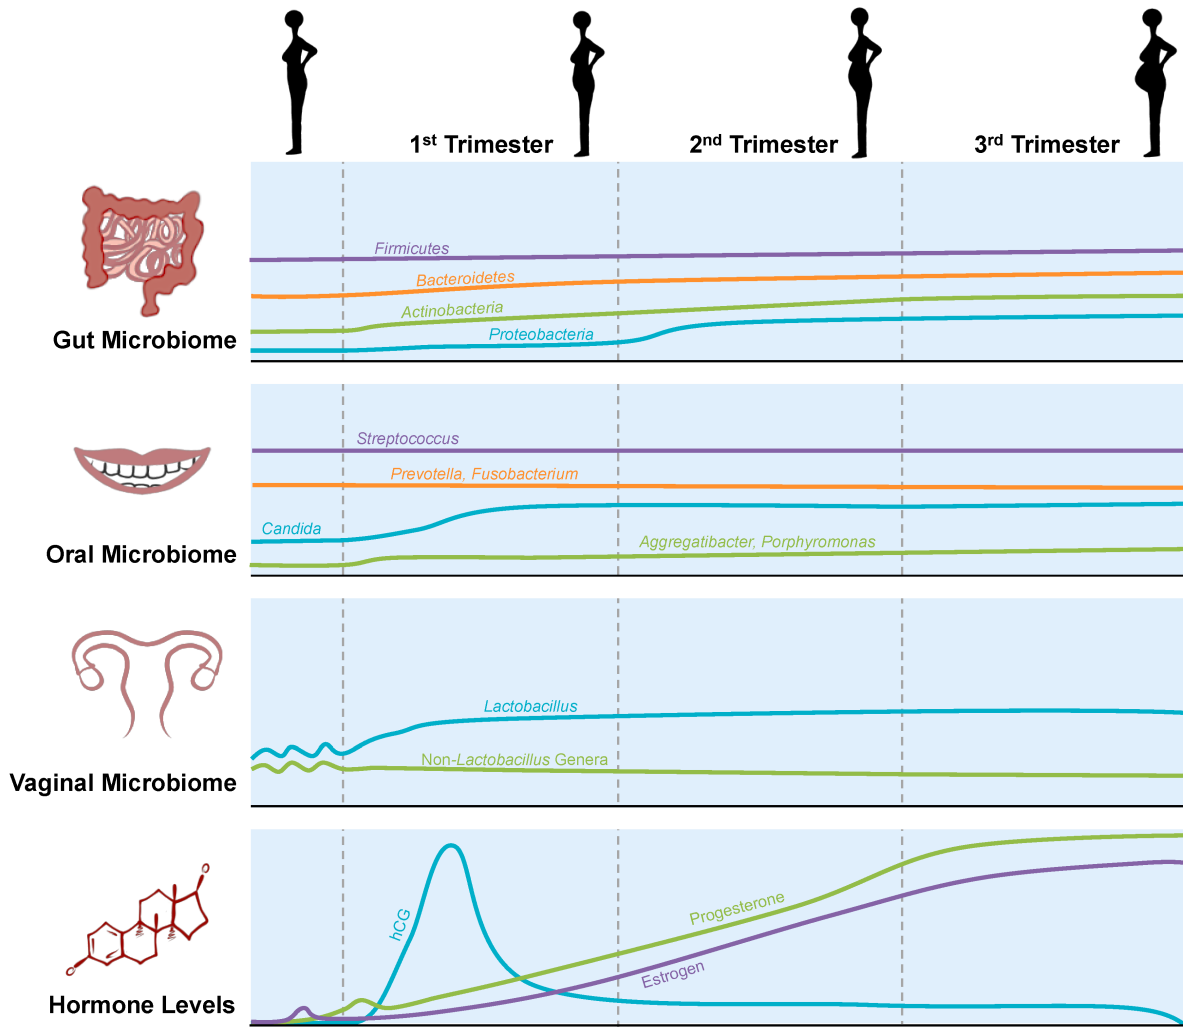 1st Trimester
2nd Trimester
3rd Trimester
Firmicutes
Bacteroidetes
Actinobacteria
Proteobacteria
Gut Microbiome
Streptococcus
Prevotella, Fusobacterium
Candida
Aggregatibacter, Porphyromonas
Oral Microbiome
Lactobacillus
Non-Lactobacillus Genera
Vaginal Microbiome
hCG
Progesterone
Estrogen
O
O
Hormone Levels